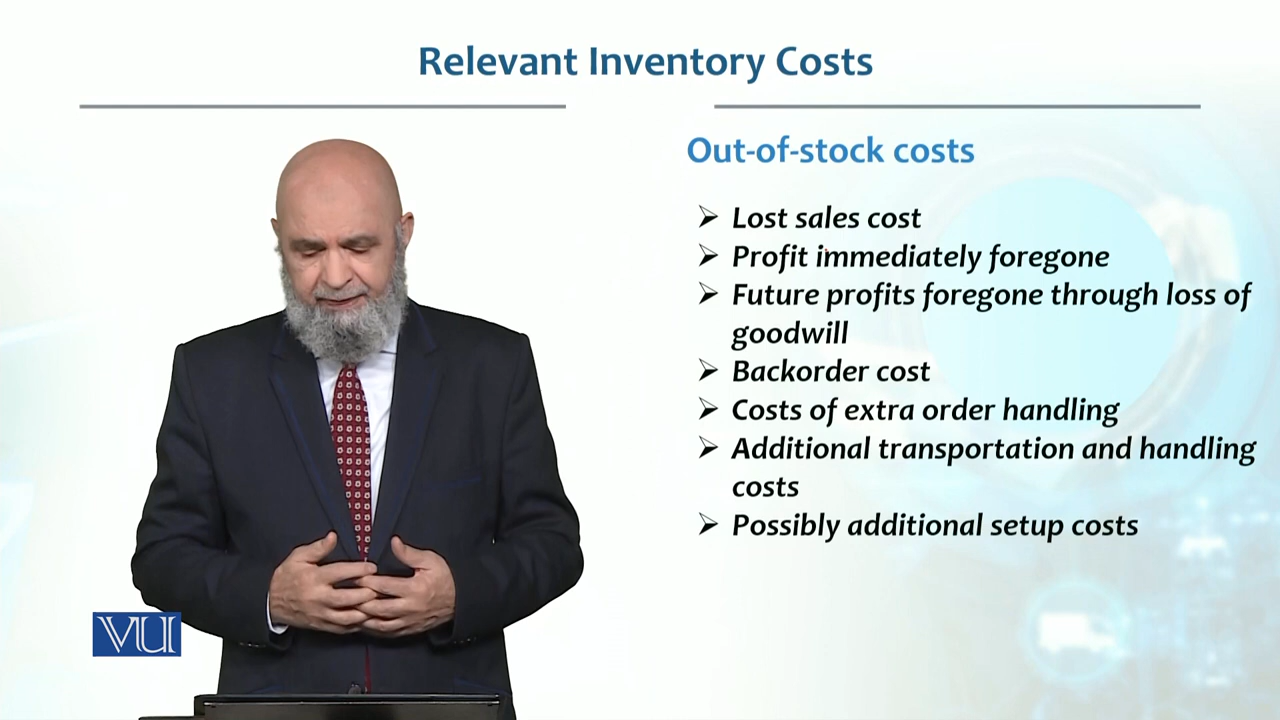 Relevant Inventory Costs
Out-of-stock costs
➢ Lost sales cost
➢ Profit immediately foregone
➢ Future profits foregone through loss of
goodwill
➢ Backorder cost
➢ Costs of extra order handling
➢ Additional transportation and handling
costs
➢ Possibly additional setup costs
VU